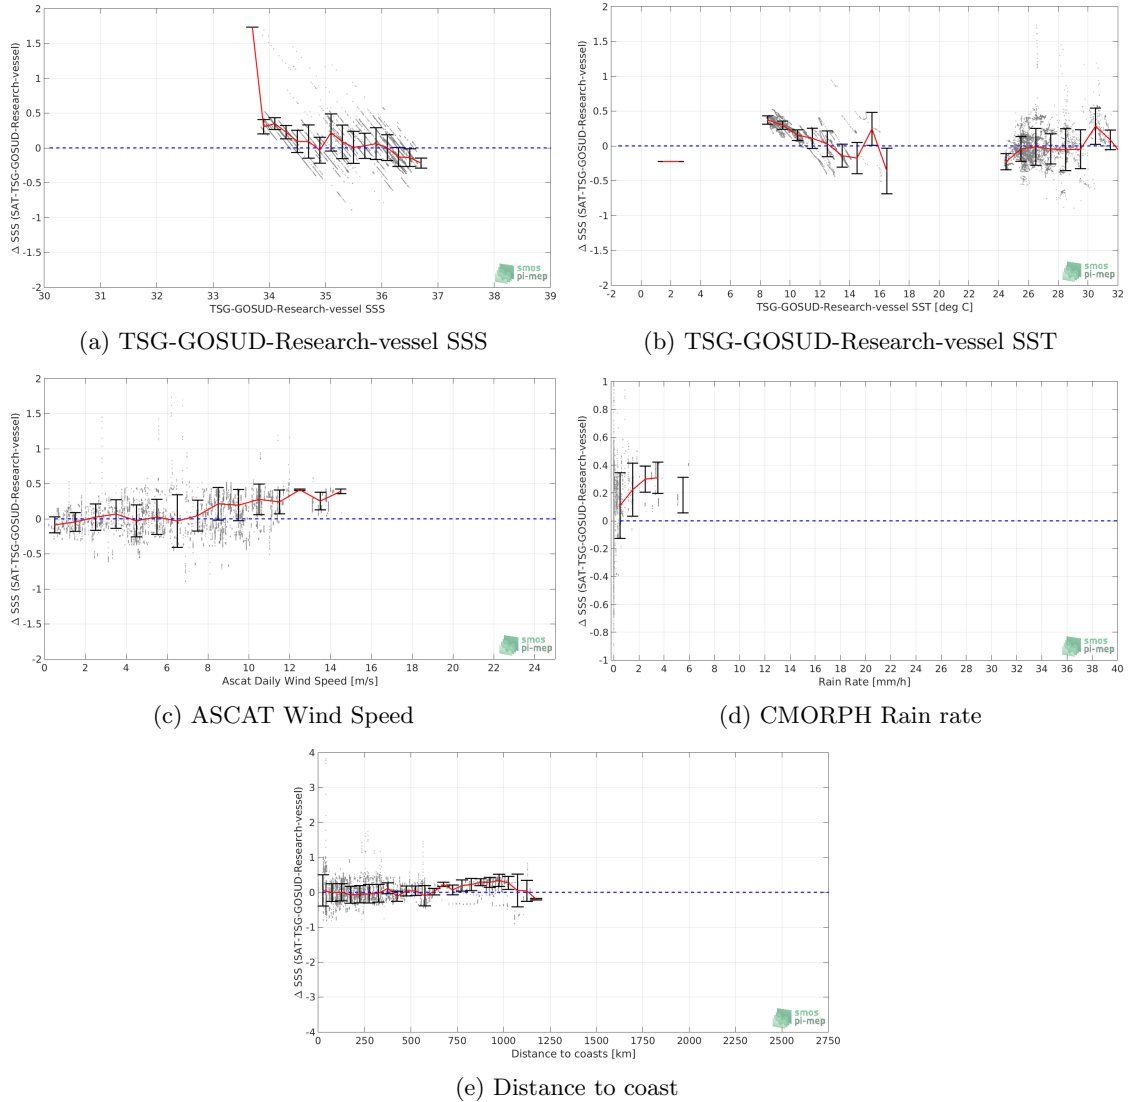 2
1.5
1
0.5
0
-0.5
-1
-1.5
-2
Δ SSS (SAT-TSG-GOSUD-Research-vessel)
30 31 32 33 34 35 36 37 38 39
TSG-GOSUD-Research-vessel SSS
smos
pi-mep
(a) TSG-GOSUD-Research-vessel SSS
2
1.5
1
0.5
0
-0.5
-1
-1.5
-2
Δ SSS (SAT-TSG-GOSUD-Research-vessel)
-2 0 2 4 6 8 10 12 14 16 18 20 22 24 26 28 30 32
TSG-GOSUD-Research-vessel SST [deg C]
smos
pi-mep
(b) TSG-GOSUD-Research-vessel SST
2
1.5
1
0.5
0
-0.5
-1
-1.5
-2
Δ SSS (SAT-TSG-GOSUD-Research-vessel)
0 2 4 6 8 10 12 14 16 18 20 22 24
Ascat Daily Wind Speed [m/s]
smos
pi-mep
(c) ASCAT Wind Speed
1
0.8
0.6
0.4
0.2
0
-0.2
-0.4
-0.6
-0.8
-1
Δ SSS (SAT-TSG-GOSUD-Research-vessel)
0 2 4 6 8 10 12 14 16 18 20 22 24 26 28 30 32 34 36 38 40
Rain Rate [mm/h]
smos
pi-mep
(d) CMORPH Rain rate
4
3
2
1
0
-1
-2
-3
-4
Δ SSS (SAT-TSG-GOSUD-Research-vessel)
0 250 500 750 1000 1250 1500 1750 2000 2250 2500 2750
Distance to coasts [km]
smos
pi-mep
(e) Distance to coast